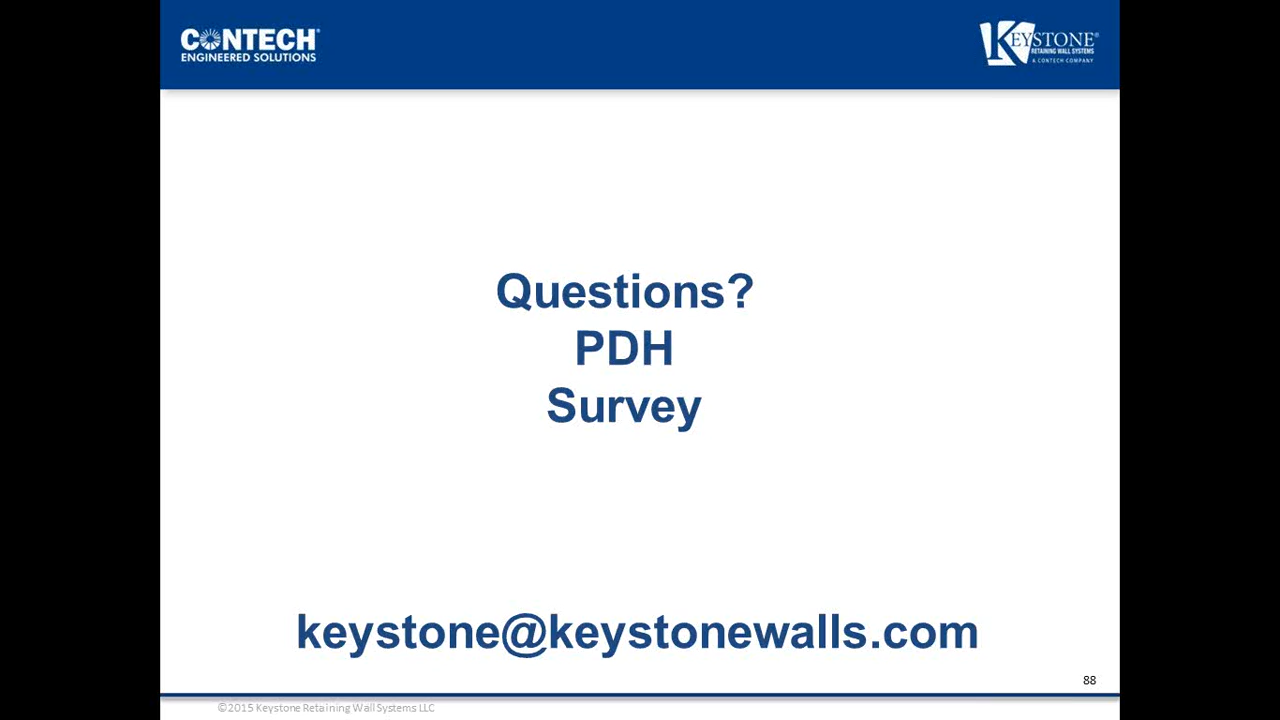 CONTECH®
ENGINEERED SOLUTIONS
KEYSTONE®
RETAINING WALL SYSTEMS
A CONTECH COMPANY
Questions?
PDH
Survey
keystone@keystonewalls.com
88
©2015 Keystone Retaining Wall Systems LLC